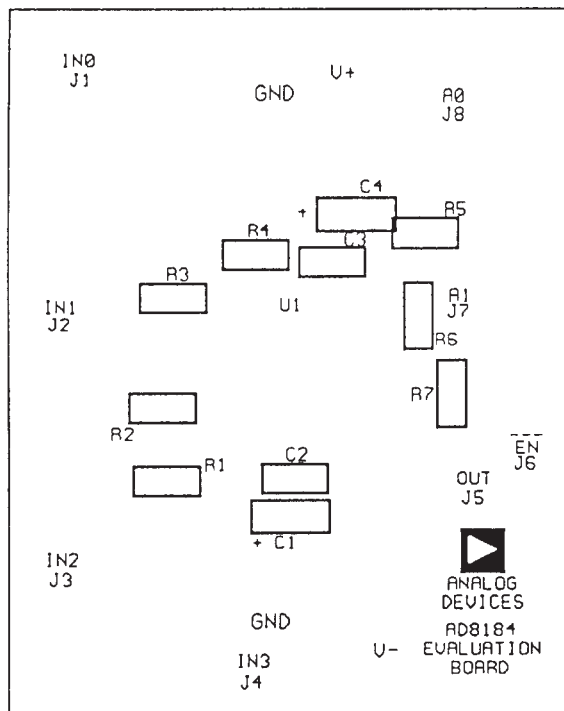 IN0
J1
V+
GND
A0
J8
C4
+
R5
R4
C3
R3
IN1
J2
U1
A1
J7
R6
R7
R2
EN
J6
R1
C2
OUT
J5
+ C1
IN2
J3
ANALOG
DEVICES
GND
AD8184
EVALUATION
BOARD
V-
IN3
J4